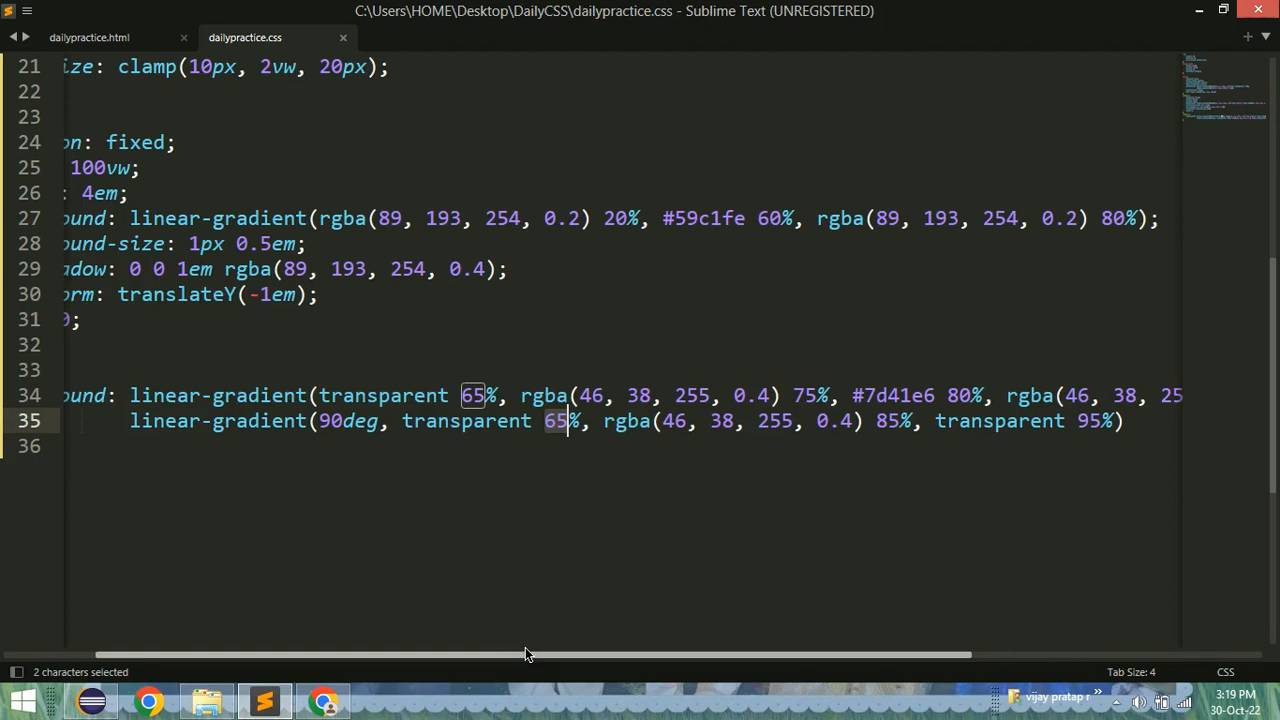 C:\Users\HOME\Desktop\DailyCSS\dailypractice.css - Sublime Text (UNREGISTERED)
dailypractice.html
dailypractice.css
21 ize: clamp(10px, 2vw, 20px);
22
23
24 on: fixed;
25 100vw;
26 : 4em;
27 ound: linear-gradient(rgba(89, 193, 254, 0.2) 20%, #59c1fe 60%, rgba(89, 193, 254, 0.2) 80%);
28 ound-size: 1px 0.5em;
29 adow: 0 0 1em rgba(89, 193, 254, 0.4);
30 orm: translateY(-1em);
31 0;
32
33
34 ound: linear-gradient(transparent 65%, rgba(46, 38, 255, 0.4) 75%, #7d41e6 80%, rgba(46, 38, 25
35 linear-gradient(90deg, transparent 65%, rgba(46, 38, 255, 0.4) 85%, transparent 95%)
36
2 characters selected
Tab Size: 4
CSS
vijay pratap r
3:19 PM
30-Oct-22